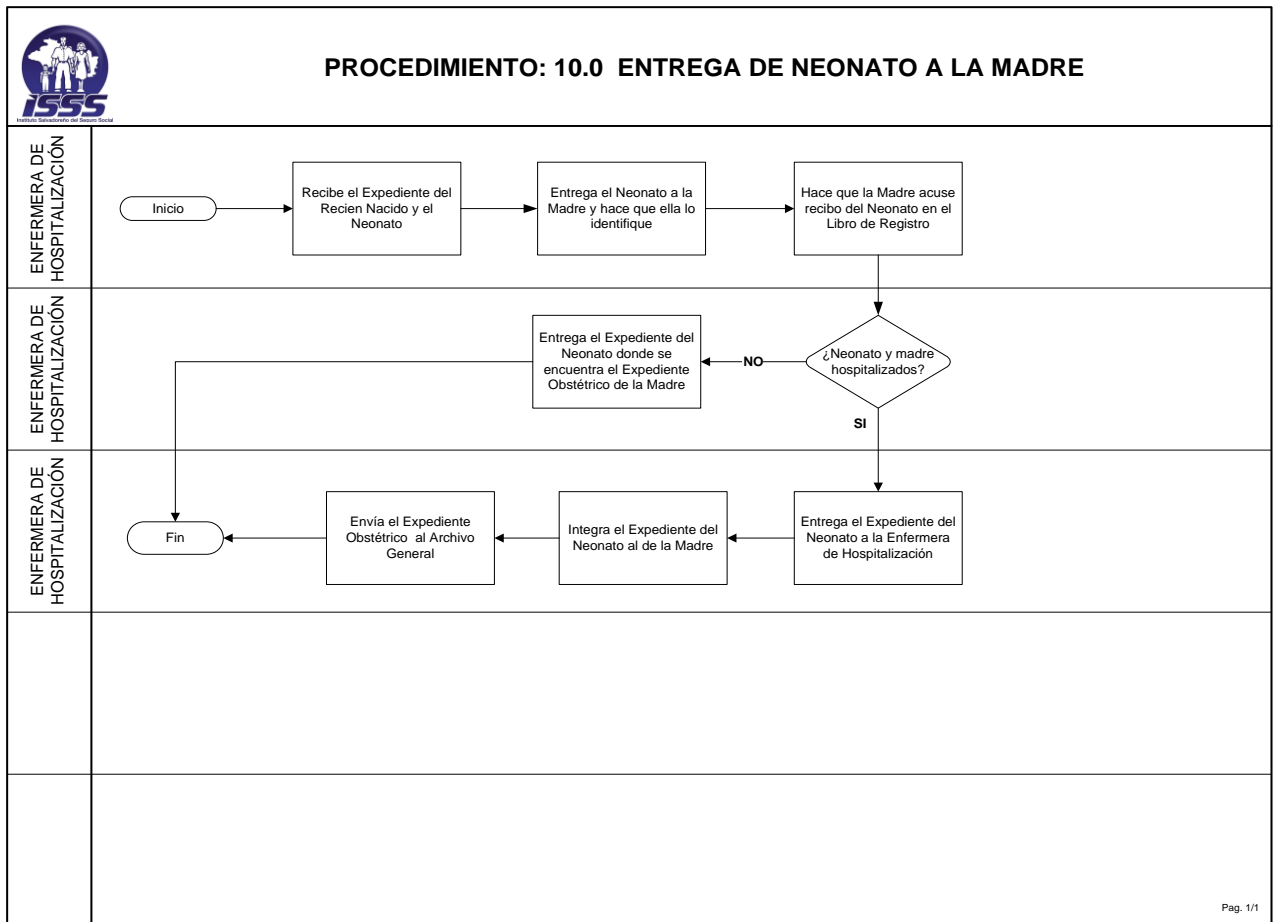 ISSS
Instituto Salvadoreño del Seguro Social
PROCEDIMIENTO: 10.0 ENTREGA DE NEONATO A LA MADRE
ENFERMERA DE
HOSPITALIZACIÓN
Inicio
Recibe el Expediente del
Recien Nacido y el
Neonato
Entrega el Neonato a la
Madre y hace que ella lo
identifique
Hace que la Madre acuse
recibo del Neonato en el
Libro de Registro
ENFERMERA DE
HOSPITALIZACIÓN
¿Neonato y madre
hospitalizados?
NO
Entrega el Expediente del
Neonato donde se
encuentra el Expediente
Obstétrico de la Madre
SI
ENFERMERA DE
HOSPITALIZACIÓN
Entrega el Expediente del
Neonato a la Enfermera
de Hospitalización
Integra el Expediente del
Neonato al de la Madre
Envía el Expediente
Obstétrico al Archivo
General
Fin
Pag. 1/1